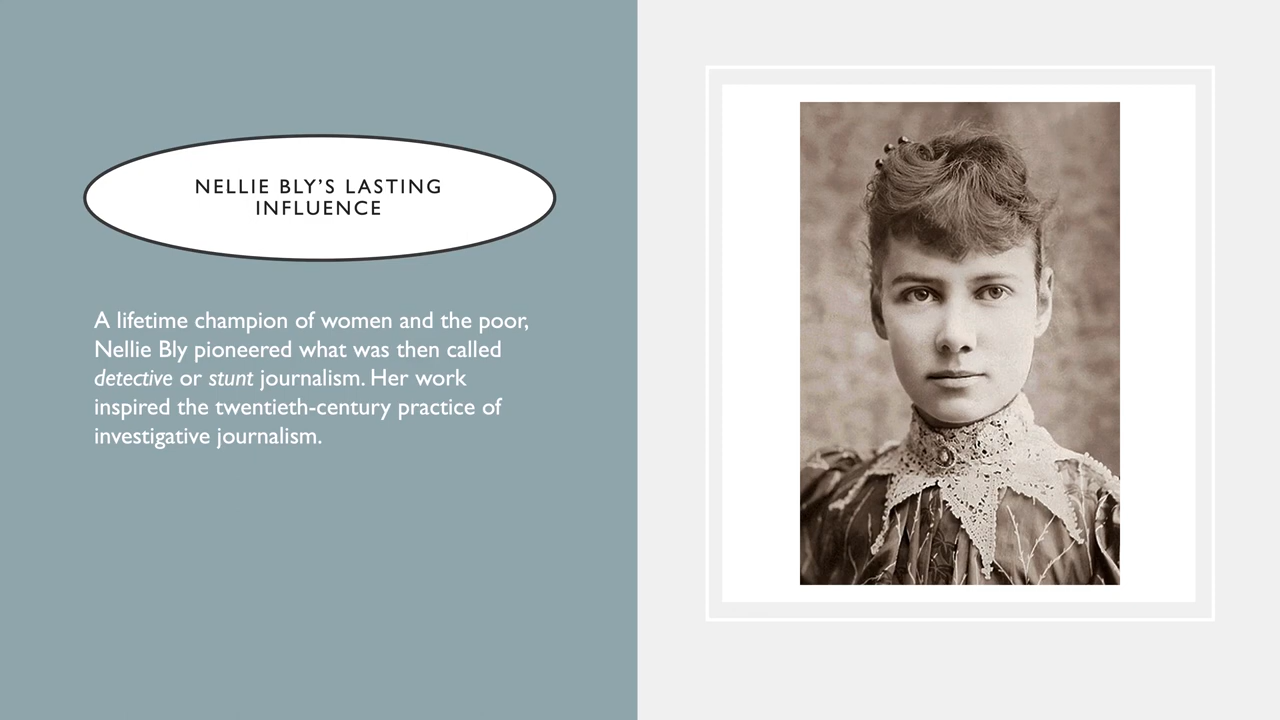 NELLIE BLY’S LASTING
INFLUENCE
A lifetime champion of women and the poor,
Nellie Bly pioneered what was then called
detective or stunt journalism. Her work
inspired the twentieth-century practice of
investigative journalism.